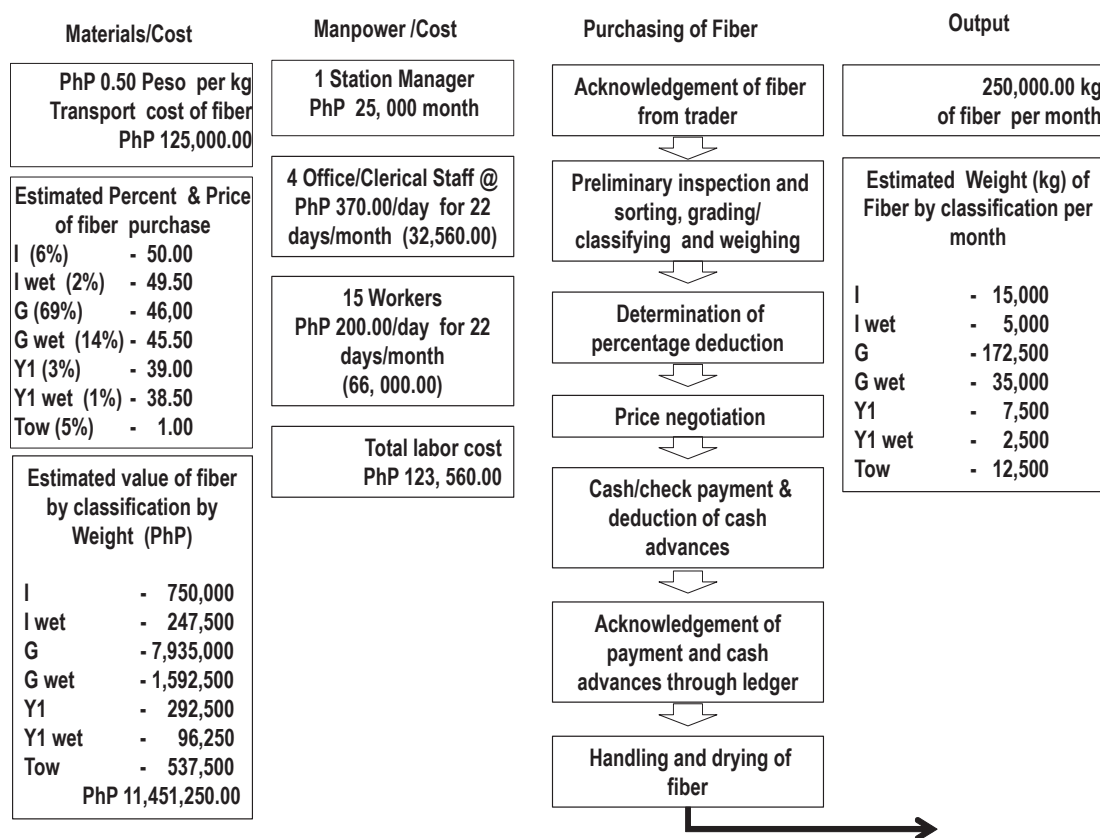 Materials/Cost
PhP 0.50 Peso per kg
Transport cost of fiber
PhP 125,000.00
Estimated Percent & Price
of fiber purchase
I (6%) - 50.00
I wet (2%) - 49.50
G (69%) - 46,00
G wet (14%) - 45.50
Y1 (3%) - 39.00
Y1 wet (1%) - 38.50
Tow (5%) - 1.00
Estimated value of fiber
by classification by
Weight (PhP)
I - 750,000
I wet - 247,500
G - 7,935,000
G wet - 1,592,500
Y1 - 292,500
Y1 wet - 96,250
Tow - 537,500
PhP 11,451,250.00
Manpower /Cost
1 Station Manager
PhP 25, 000 month
4 Office/Clerical Staff @
PhP 370.00/day for 22
days/month (32,560.00)
15 Workers
PhP 200.00/day for 22
days/month
(66, 000.00)
Total labor cost
PhP 123, 560.00
Purchasing of Fiber
Acknowledgement of fiber
from trader
Preliminary inspection and
sorting, grading/
classifying and weighing
Determination of
percentage deduction
Price negotiation
Cash/check payment &
deduction of cash
advances
Acknowledgement of
payment and cash
advances through ledger
Handling and drying of
fiber
Output
250,000.00 kg
of fiber per month
Estimated Weight (kg) of
Fiber by classification per
month
I - 15,000
I wet - 5,000
G - 172,500
G wet - 35,000
Y1 - 7,500
Y1 wet - 2,500
Tow - 12,500